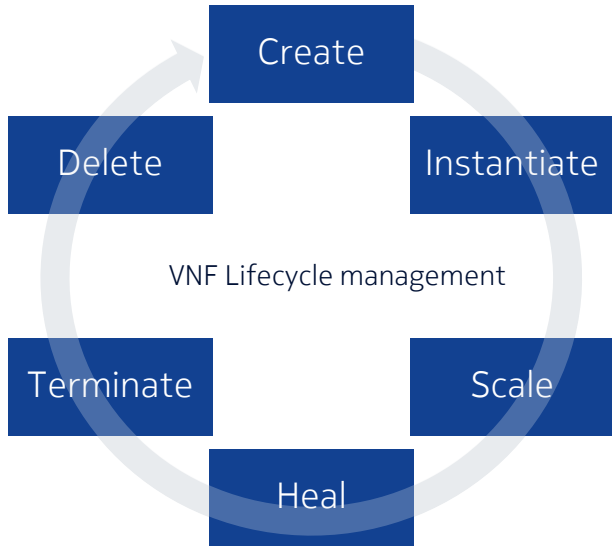 Create
Delete
Instantiate
VNF Lifecycle management
Terminate
Scale
Heal